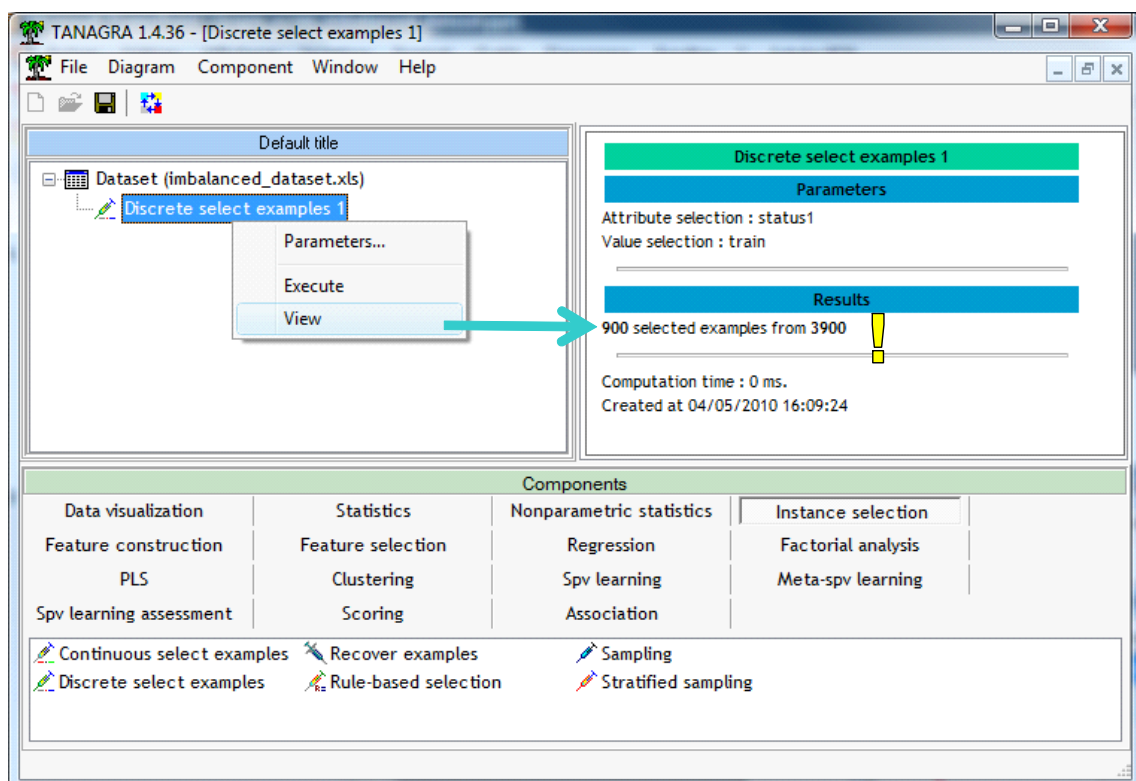 TANAGRA 1.4.36 - [Discrete select examples 1]
File Diagram Component Window Help
Default title
Dataset (imbalanced_dataset.xls)
Discrete select examples 1
Parameters...
Execute
View
Discrete select examples 1
Parameters
Attribute selection : status1
Value selection : train
Results
900 selected examples from 3900
!
Computation time : 0 ms.
Created at 04/05/2010 16:09:24
Components
Data visualization Statistics Nonparametric statistics Instance selection
Feature construction Feature selection Regression Factorial analysis
PLS Clustering Spv learning Meta-spv learning
Spv learning assessment Scoring Association
Continuous select examples Recover examples Sampling
Discrete select examples Rule-based selection Stratified sampling